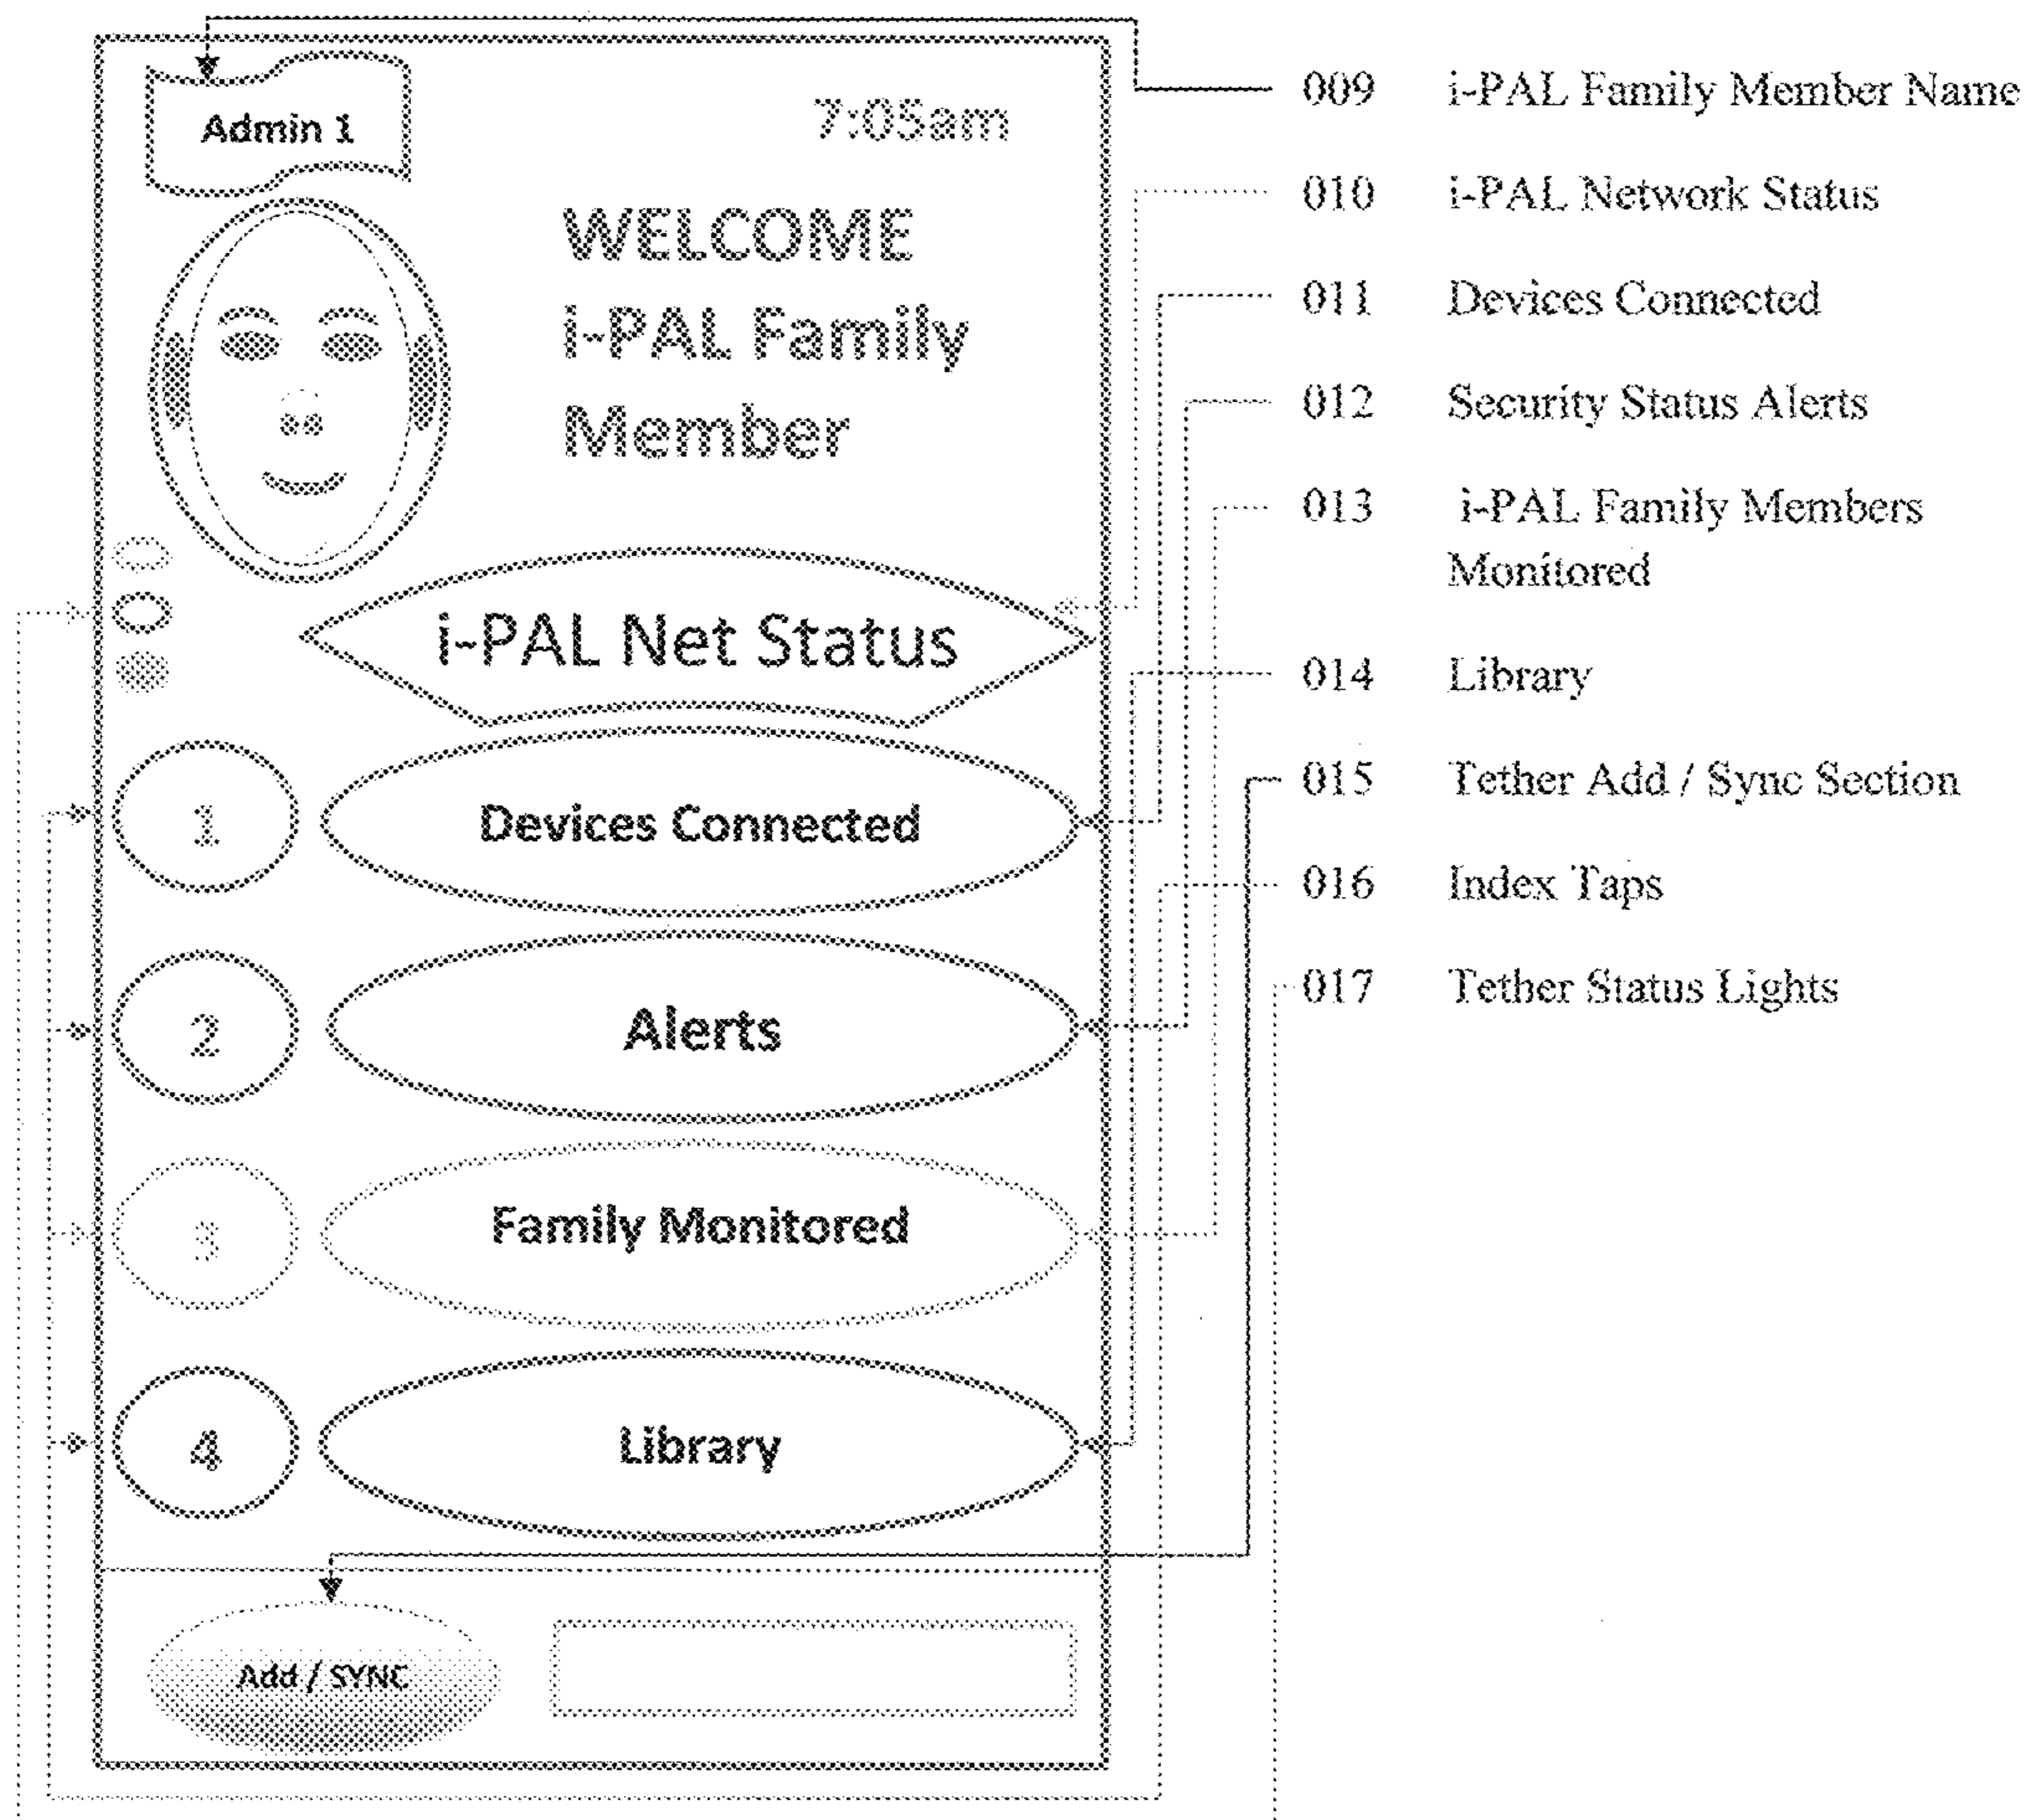 Admin 1
7:05am
WELCOME
i-PAL Family
Member
i-PAL Net Status
1 Devices Connected
2 Alerts
3 Family Monitored
4 Library
Add / SYNC
009 i-PAL Family Member Name
010 i-PAL Network Status
011 Devices Connected
012 Security Status Alerts
013 i-PAL Family Members
Monitored
014 Library
015 Tether Add / Sync Section
016 Index Taps
017 Tether Status Lights